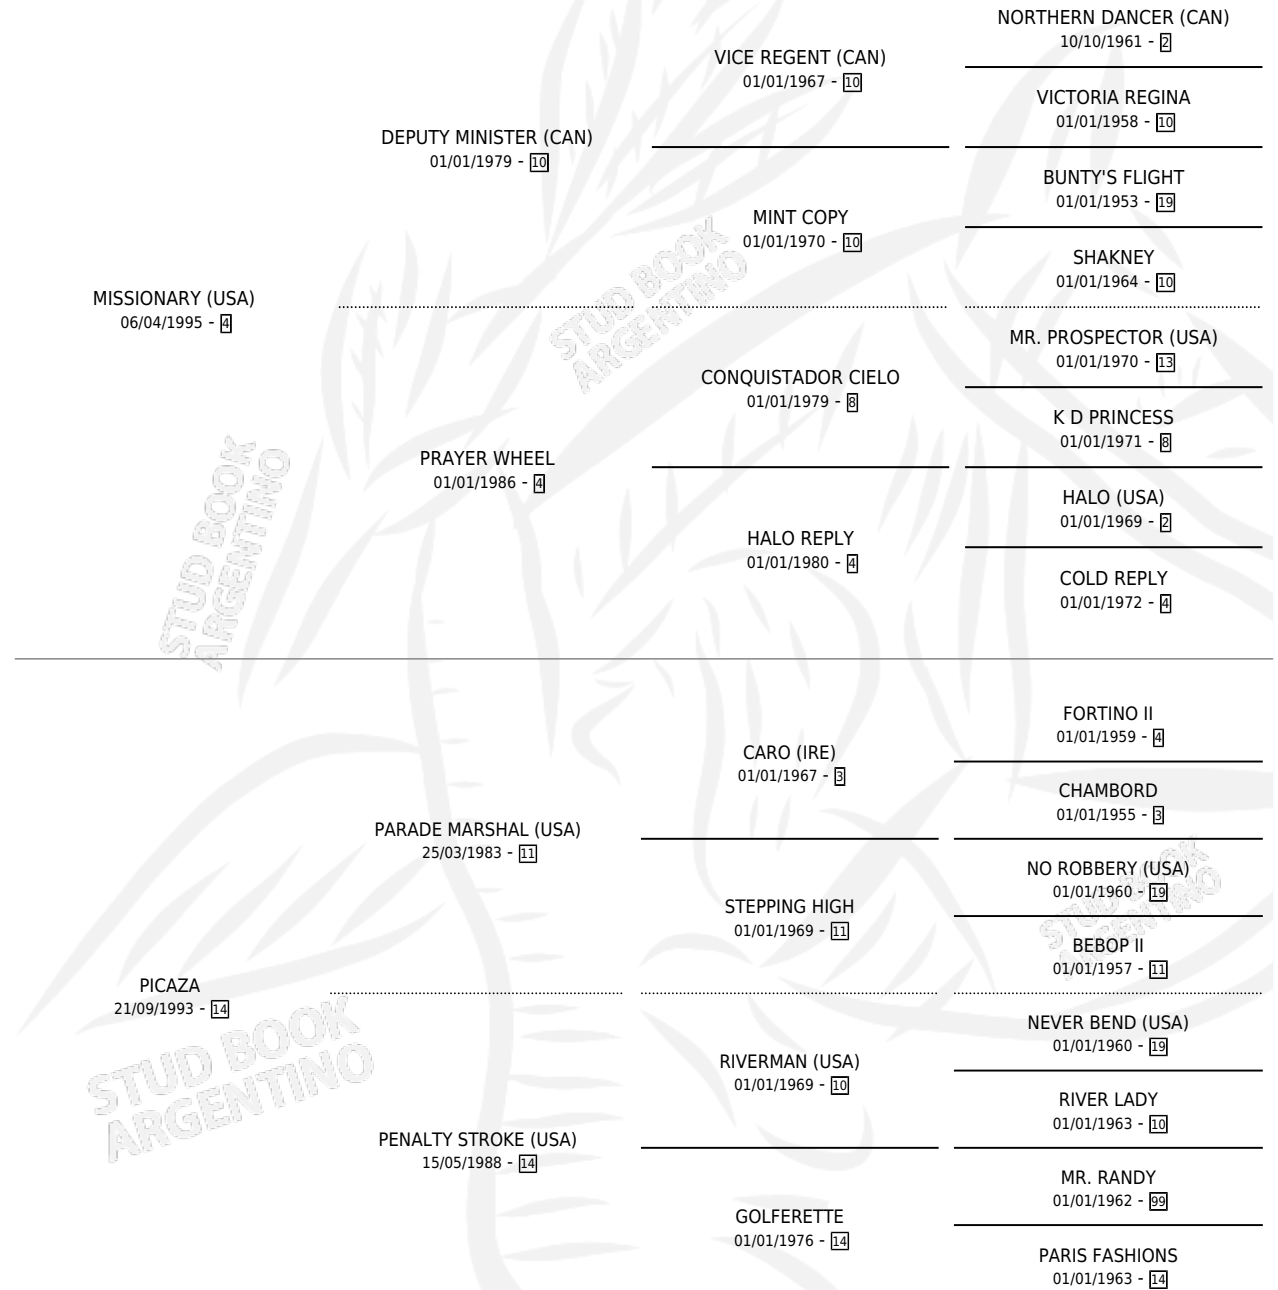 NORTHERN DANCER (CAN)
10/10/1961 - 2
VICE REGENT (CAN)
01/01/1967 - 10
VICTORIA REGINA
01/01/1958 - 10
DEPUTY MINISTER (CAN)
01/01/1979 - 10
BUNTY'S FLIGHT
01/01/1953 - 19
MINT COPY
01/01/1970 - 10
SHAKNEY
01/01/1964 - 10
MISSIONARY (USA)
06/04/1995 - 4
STUD BOOK
ARGENTINO
MR. PROSPECTOR (USA)
01/01/1970 - 13
CONQUISTADOR CIELO
01/01/1979 - 8
K D PRINCESS
01/01/1971 - 8
PRAYER WHEEL
01/01/1986 - 4
HALO (USA)
01/01/1969 - 2
HALO REPLY
01/01/1980 - 4
COLD REPLY
01/01/1972 - 4
STUD BOOK
ARGENTINO
FORTINO II
01/01/1959 - 4
CARO (IRE)
01/01/1967 - 3
CHAMBORD
01/01/1955 - 3
PARADE MARSHAL (USA)
25/03/1983 - 11
NO ROBBERY (USA)
01/01/1960 - 19
STEPPING HIGH
01/01/1969 - 11
BEBOP II
01/01/1957 - 11
STUD BOOK
ARGENTINO
PICAZA
21/09/1993 - 14
NEVER BEND (USA)
01/01/1960 - 19
RIVERMAN (USA)
01/01/1969 - 10
RIVER LADY
01/01/1963 - 10
STUD BOOK
ARGENTINO
PENALTY STROKE (USA)
15/05/1988 - 14
MR. RANDY
01/01/1962 - 99
GOLFERETTE
01/01/1976 - 14
PARIS FASHIONS
01/01/1963 - 14